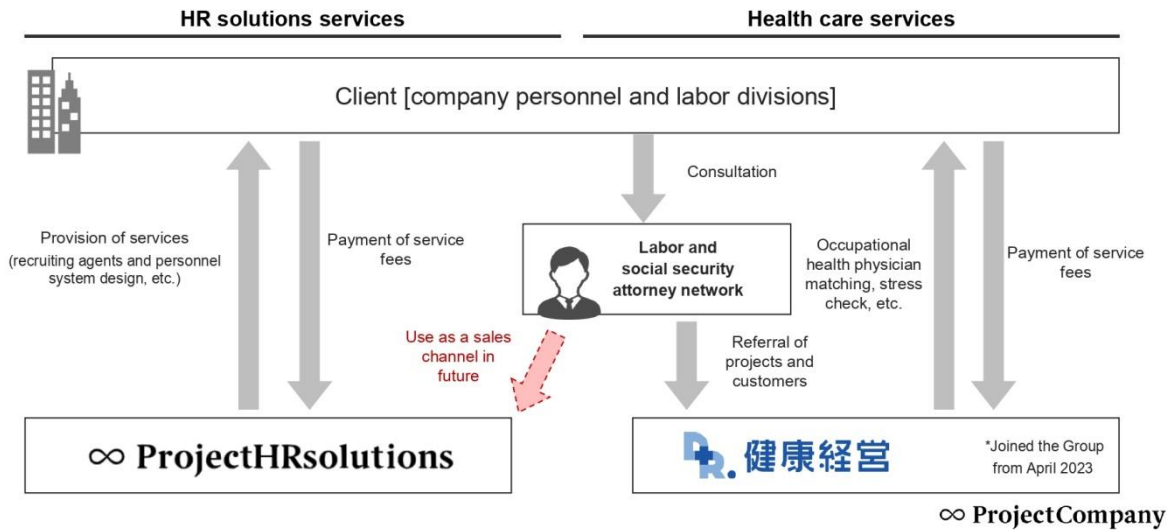 HR solutions services
Health care services
Client [company personnel and labor divisions]
Consultation
Provision of services
(recruiting agents and personnel
system design, etc.)
Payment of service
fees
Labor and
social security
attorney network
Occupational
health physician
matching, stress
check, etc.
Payment of service
fees
Use as a sales
channel in
future
Referral of
projects and
customers
∞ ProjectHRsolutions
DR.健康経営
*Joined the Group
from April 2023
∞ ProjectCompany